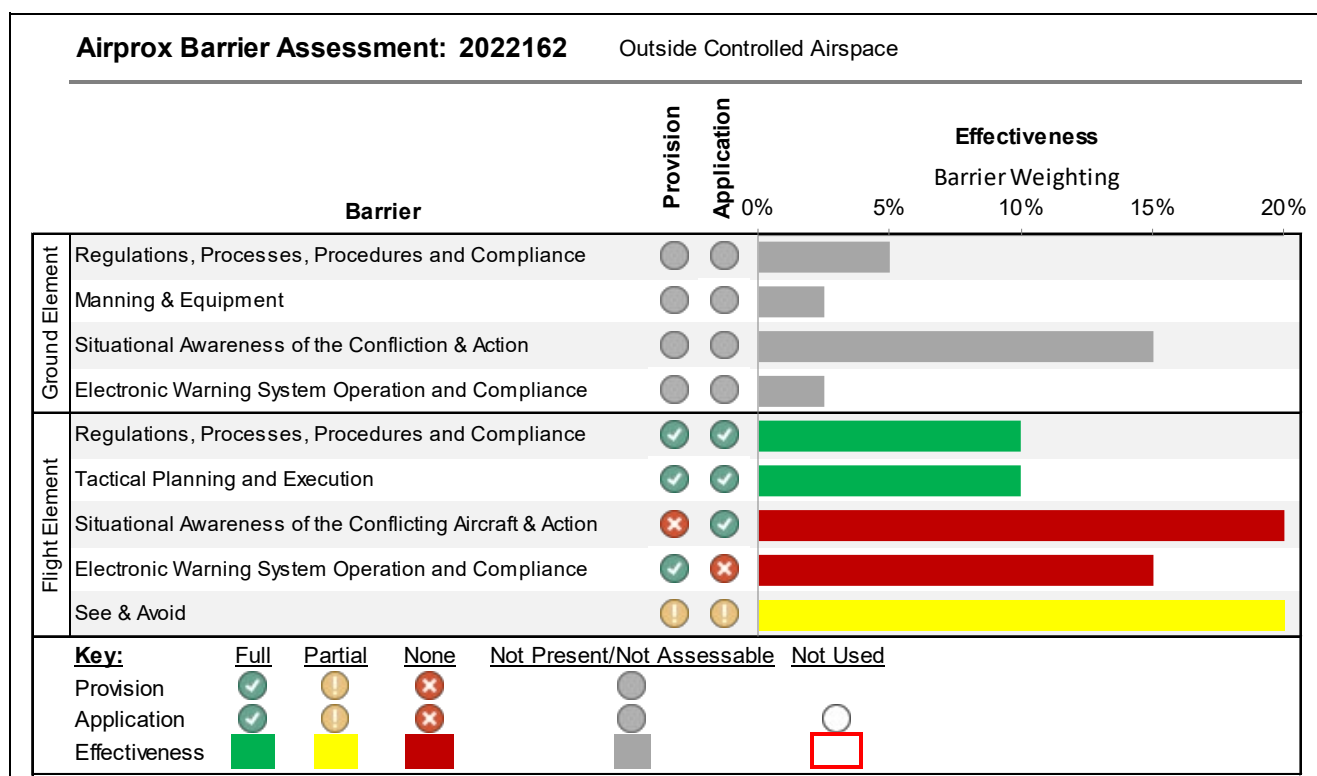 Airprox Barrier Assessment: 2022162 Outside Controlled Airspace
Provision
Application
Effectiveness
Barrier Weighting
Barrier
0% 5% 10% 15% 20%
Ground Element
Regulations, Processes, Procedures and Compliance
Manning & Equipment
Situational Awareness of the Confliction & Action
Electronic Warning System Operation and Compliance
Flight Element
Regulations, Processes, Procedures and Compliance
Tactical Planning and Execution
Situational Awareness of the Conflicting Aircraft & Action
Electronic Warning System Operation and Compliance
See & Avoid
Key: Full Partial None Not Present/Not Assessable Not Used
Provision
Application
Effectiveness